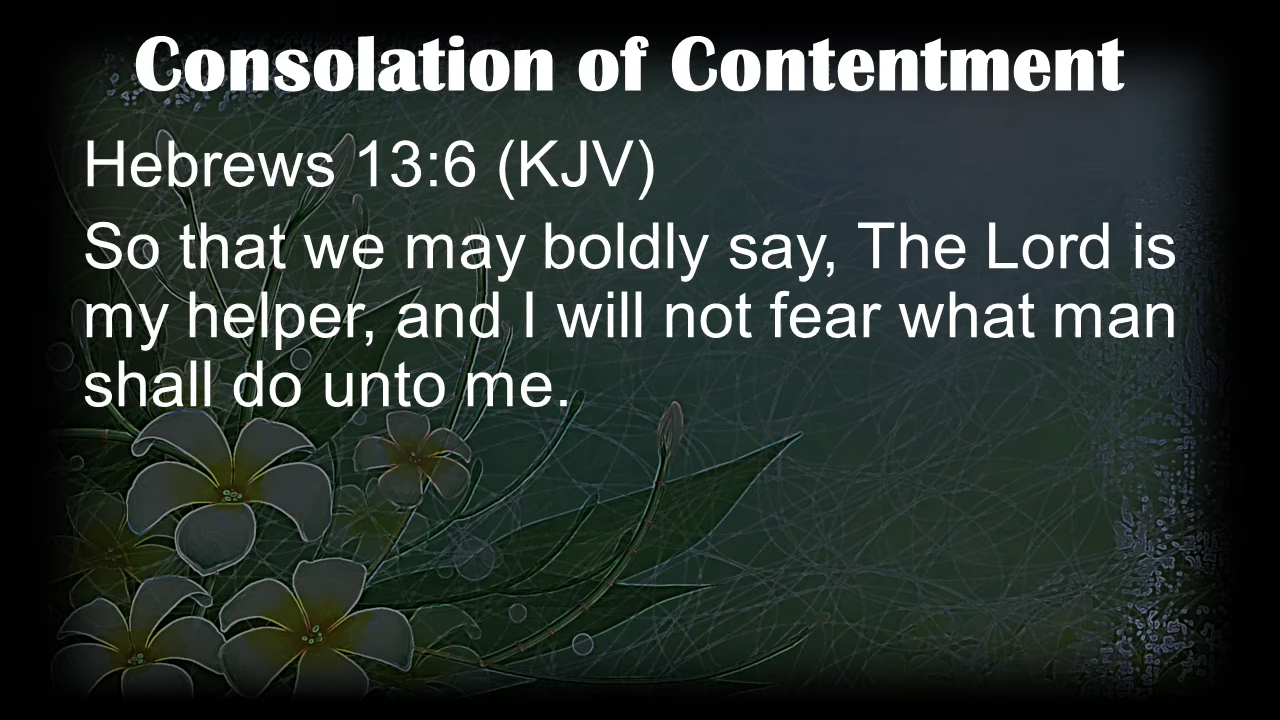 Consolation of Contentment
Hebrews 13:6 (KJV)
So that we may boldly say, The Lord is
my helper, and I will not fear what man
shall do unto me.